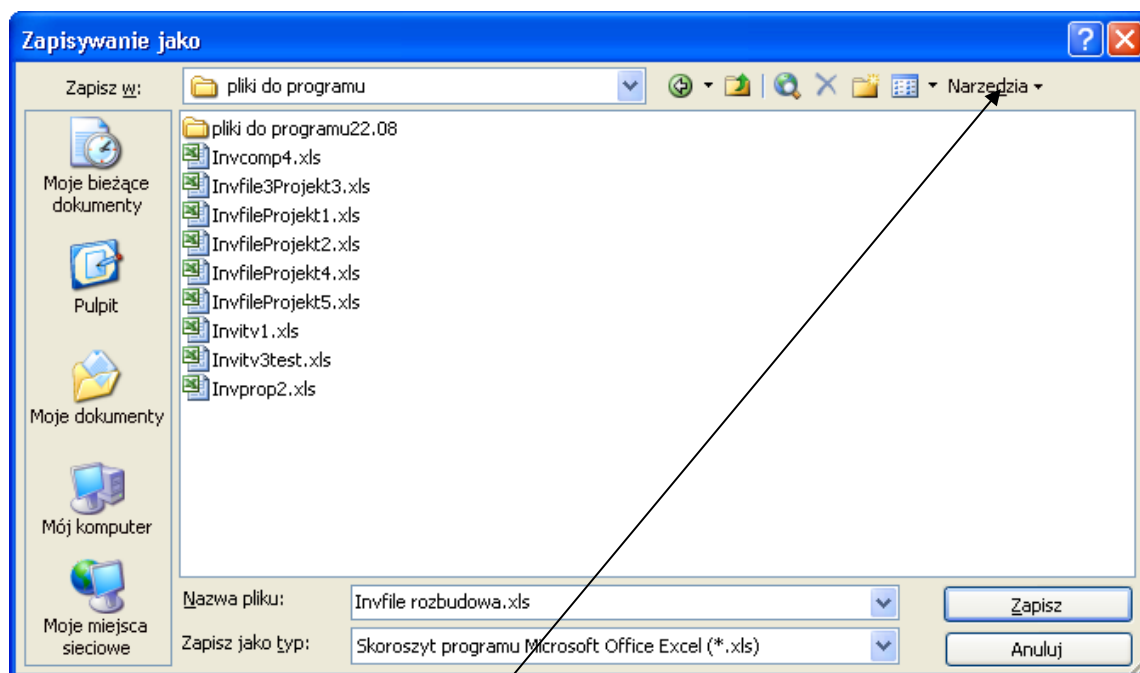 Zapisywanie jako
Zapisz w:
pliki do programu
Narzędzia
Moje bieżące
dokumenty
Pulpit
Moje dokumenty
Mój komputer
Moje miejsca
sieciowe
pliki do programu22.08
Invcomp4.xls
Invfile3Projekt3.xls
InvfileProjekt1.xls
InvfileProjekt2.xls
InvfileProjekt4.xls
InvfileProjekt5.xls
Invitv1.xls
Invitv3test.xls
Invprop2.xls
Nazwa pliku:
Invfile rozbudowa.xls
Zapisz
Zapisz jako typ:
Skoroszyt programu Microsoft Office Excel (*.xls)
Anuluj